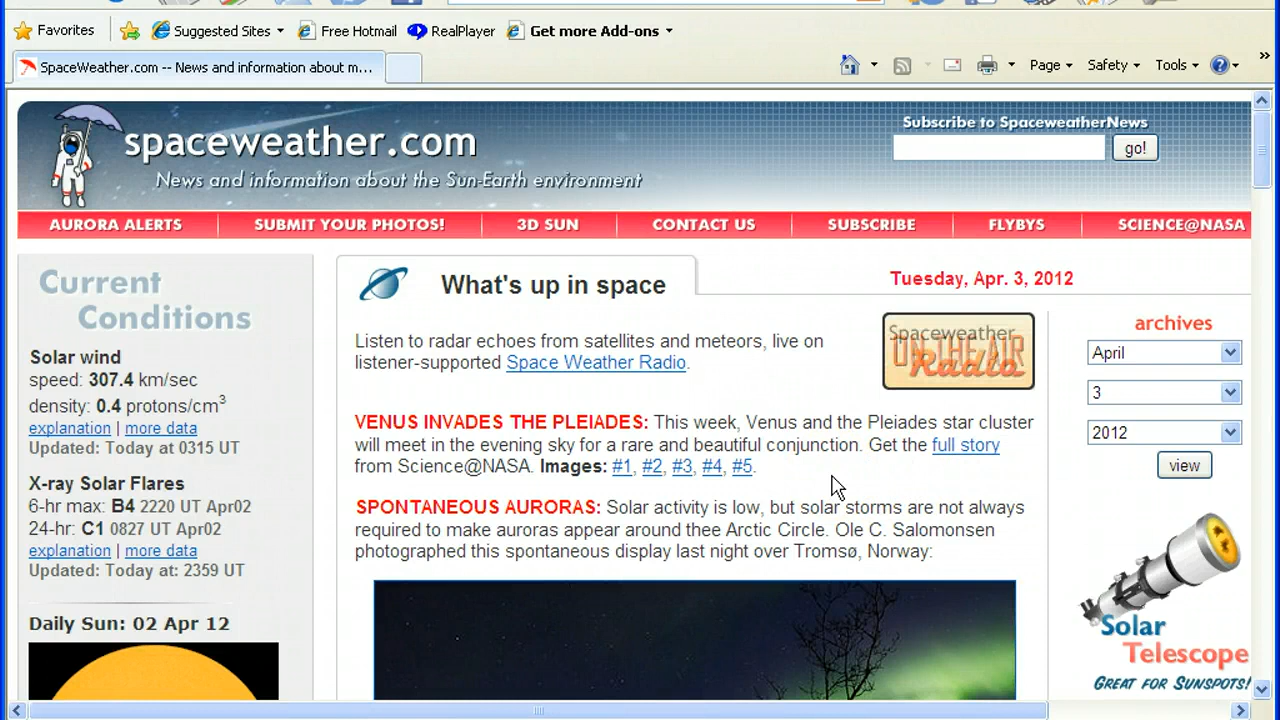 Favorites
Suggested Sites
Free Hotmail
RealPlayer
Get more Add-ons
SpaceWeather.com -- News and information about m...
Page
Safety
Tools
spaceweather.com
News and information about the Sun-Earth environment
Subscribe to SpaceweatherNews
go!
AURORA ALERTS
SUBMIT YOUR PHOTOS!
3D SUN
CONTACT US
SUBSCRIBE
FLYBYS
SCIENCE@NASA
Current
Conditions
Solar wind
speed: 307.4 km/sec
density: 0.4 protons/cm3
explanation | more data
Updated: Today at 0315 UT
X-ray Solar Flares
6-hr max: B4 2220 UT Apr02
24-hr: C1 0827 UT Apr02
explanation | more data
Updated: Today at: 2359 UT
Daily Sun: 02 Apr 12
What's up in space
Tuesday, Apr. 3, 2012
Listen to radar echoes from satellites and meteors, live on
listener-supported Space Weather Radio.
Spaceweather
ON THE AIR
Radio
VENUS INVADES THE PLEIADES: This week, Venus and the Pleiades star cluster
will meet in the evening sky for a rare and beautiful conjunction. Get the full story
from Science@NASA. Images: #1, #2, #3, #4, #5.
SPONTANEOUS AURORAS: Solar activity is low, but solar storms are not always
required to make auroras appear around thee Arctic Circle. Ole C. Salomonsen
photographed this spontaneous display last night over Tromsø, Norway:
archives
April
3
2012
view
Solar
Telescope
GREAT FOR SUNSPOTS!